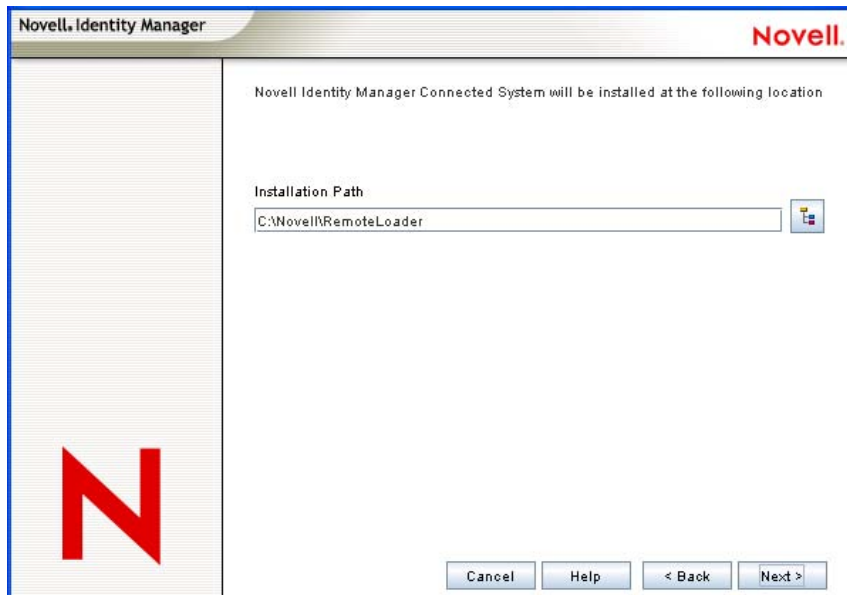 Novell. Identity Manager
Novell.
Novell Identity Manager Connected System will be installed at the following location
Installation Path
C:\Novell\RemoteLoader
N
Cancel Help < Back Next >